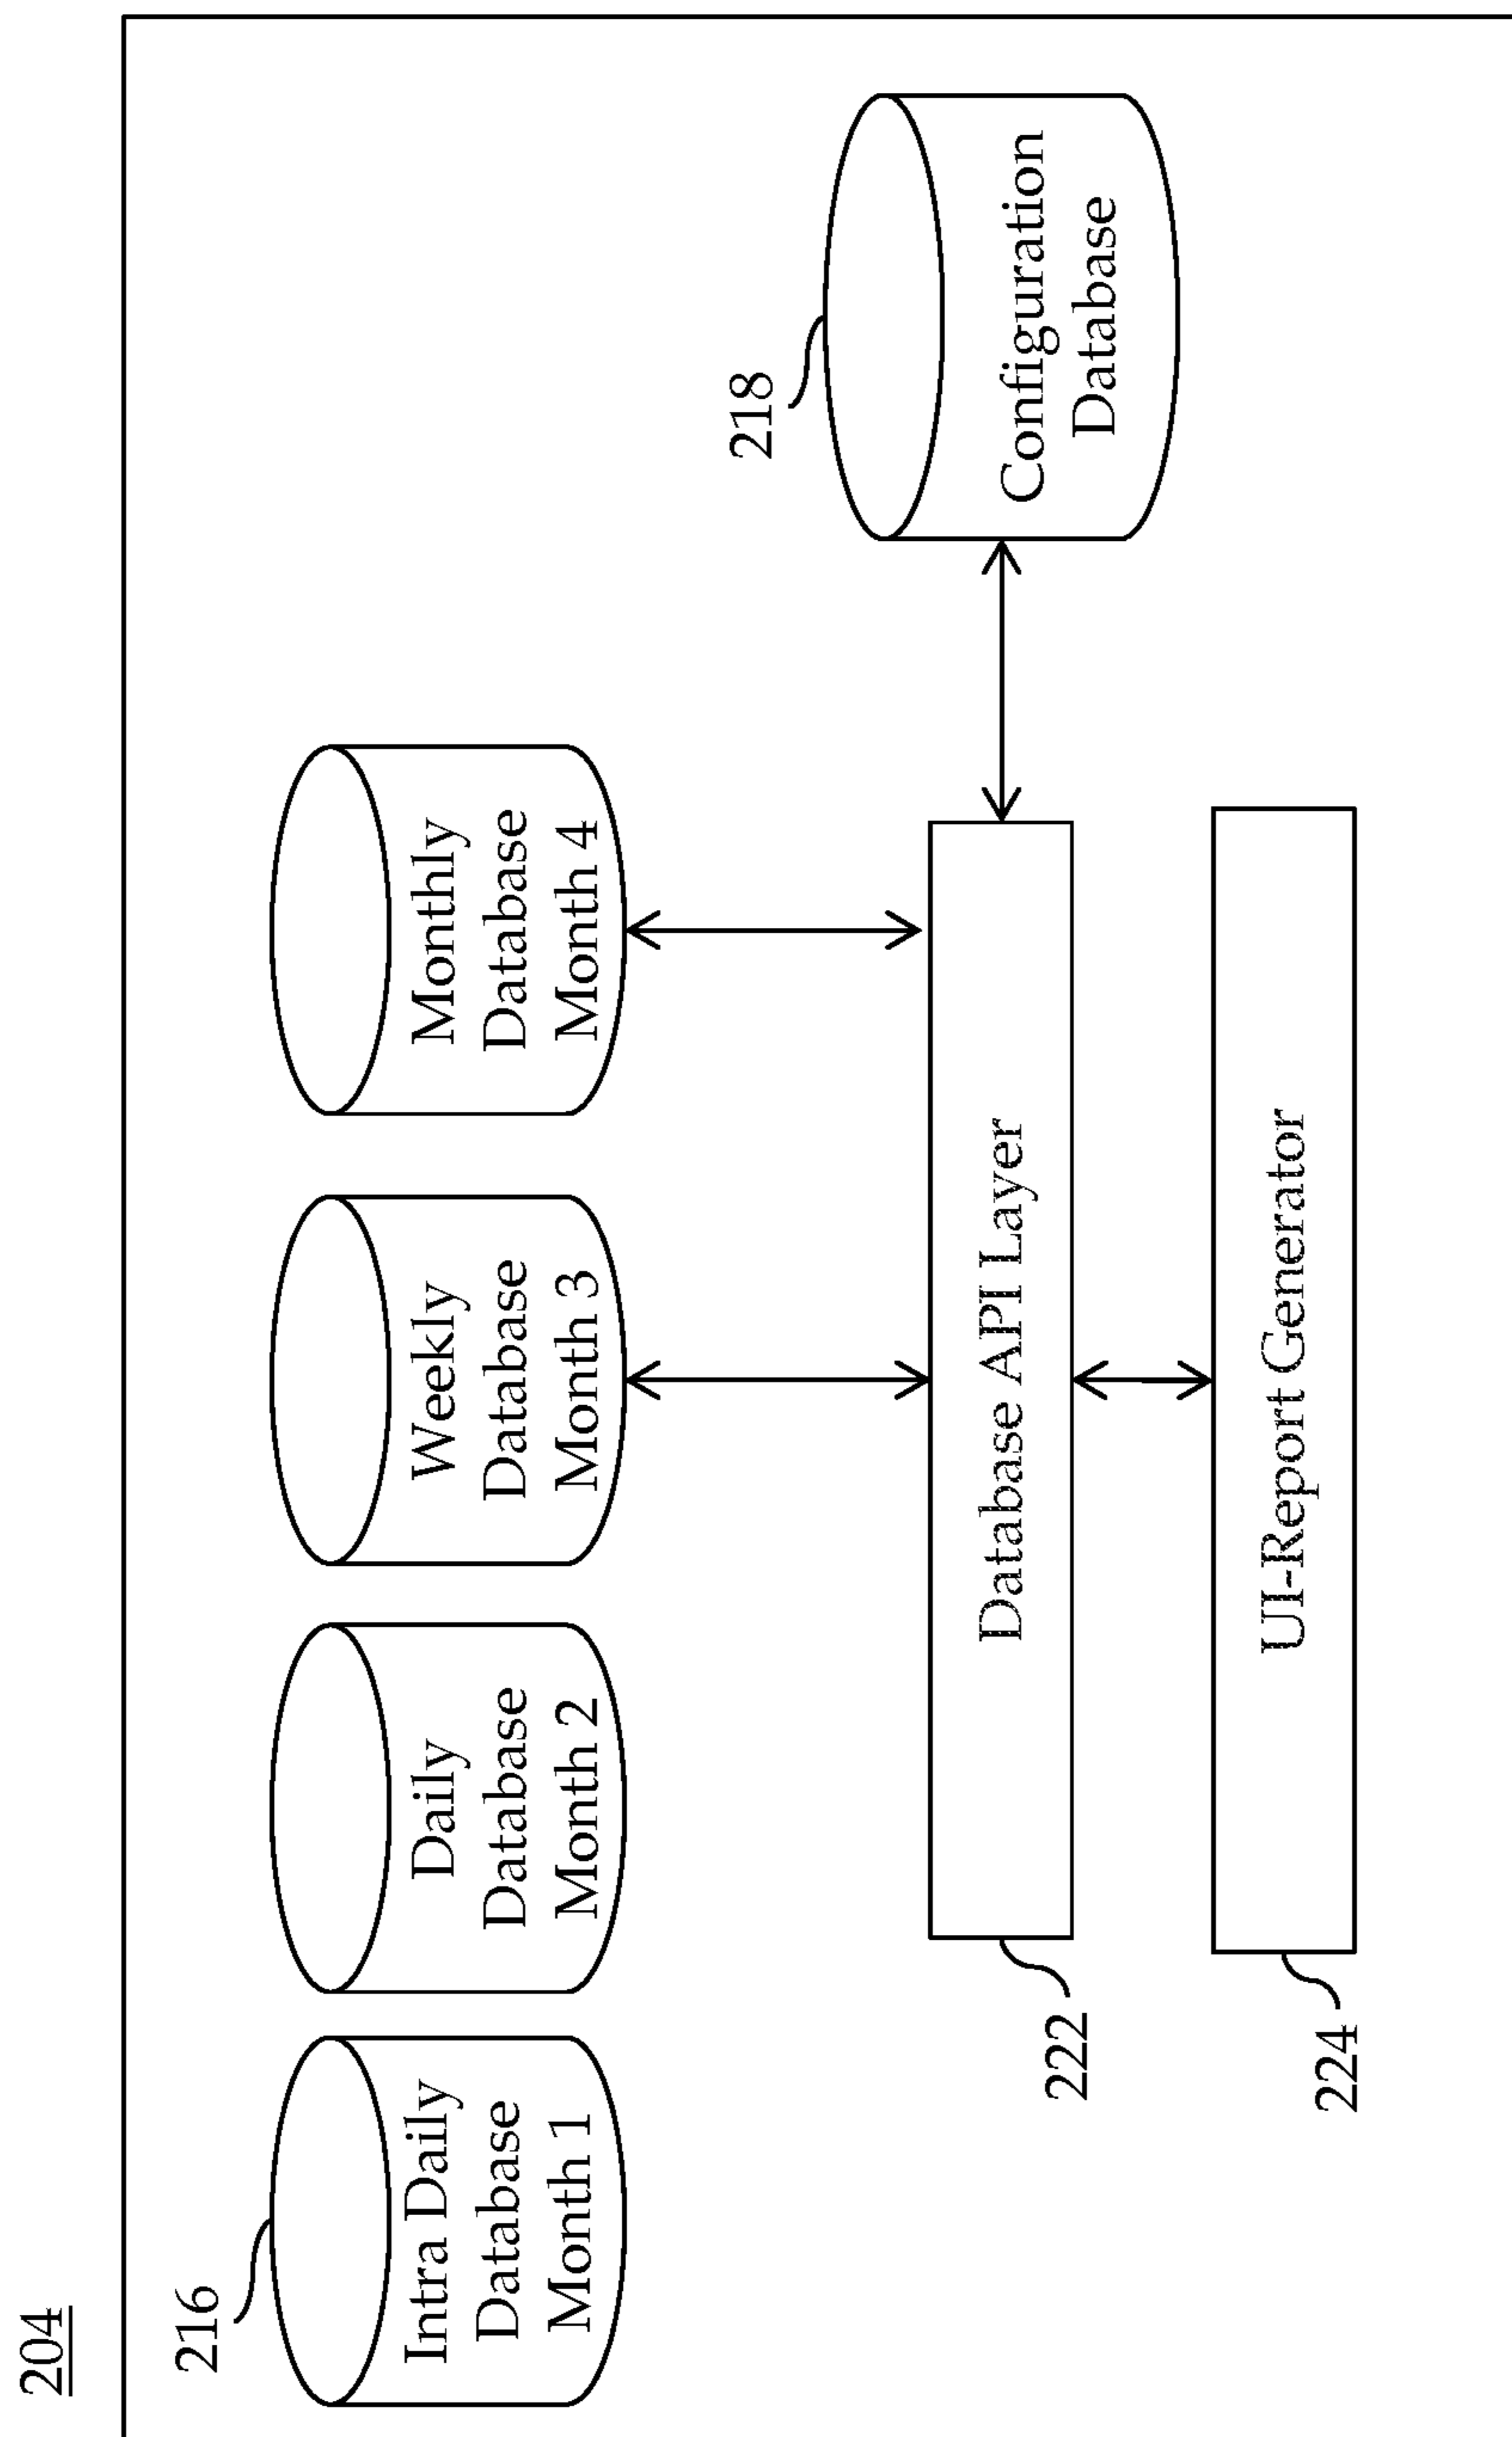 204
216
Intra Daily
Database
Month 1
Daily
Database
Month 2
Weekly
Database
Month 3
Monthly
Database
Month 4
218
Configuration
Database
222
Database API Layer
224
UI-Report Generator